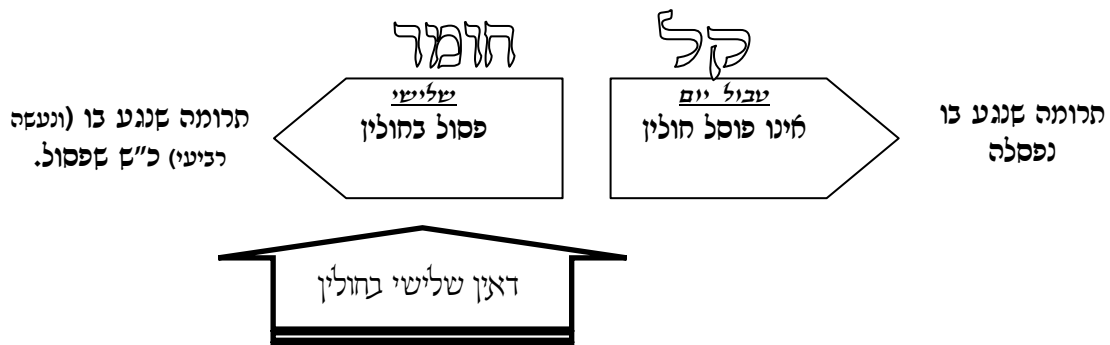 קל
חומר
תרומה שנגע בו
נפסלה
טבול יום
אינו פוסל חולין
שלישי
פסול בחולין
תרומה שנגע בו (ונעשה
רביעי) כ"ש שפסול.
דאין שלישי בחולין